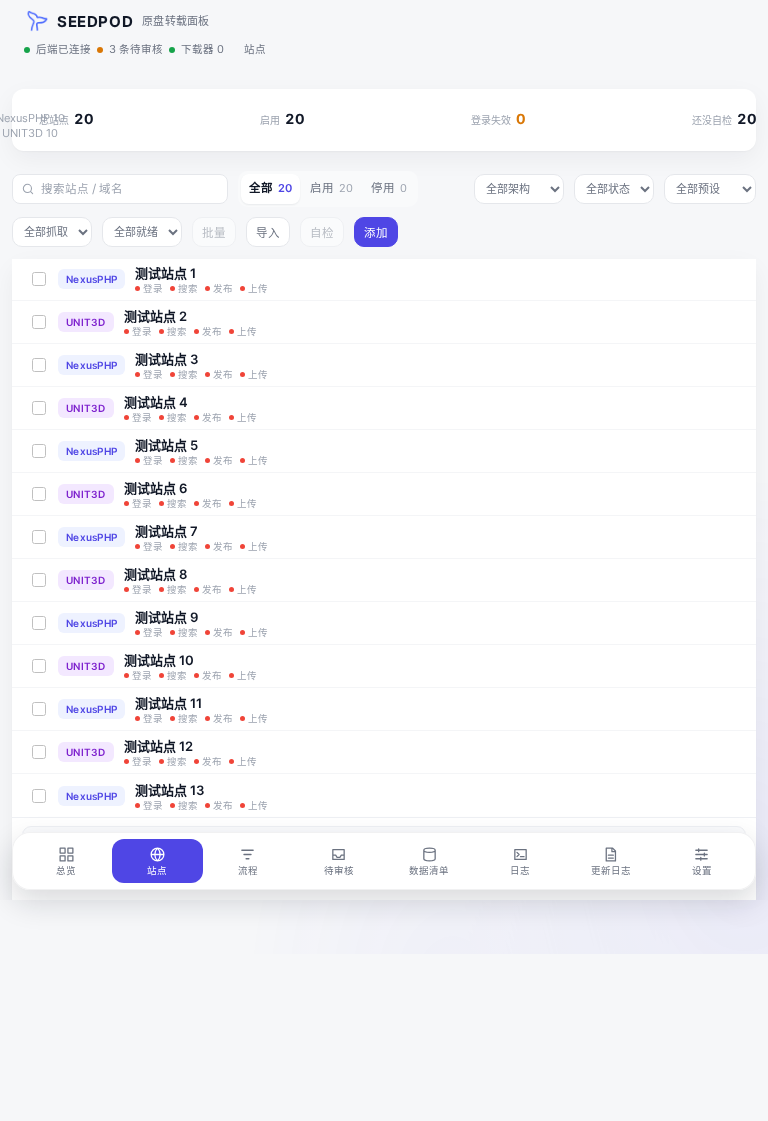 SEEDPOD 原盘转载面板
后端已连接 3 条待审核 下载器 0 站点
总站点 20 启用 20 登录失效 0 还没自检 20
NexusPHP 10
UNIT3D 10
搜索站点 / 域名 全部 20 启用 20 停用 0 全部架构 全部状态 全部预设
全部抓取 全部就绪 批量 导入 自检 添加
NexusPHP 测试站点 1
登录 搜索 发布 上传
UNIT3D 测试站点 2
登录 搜索 发布 上传
NexusPHP 测试站点 3
登录 搜索 发布 上传
UNIT3D 测试站点 4
登录 搜索 发布 上传
NexusPHP 测试站点 5
登录 搜索 发布 上传
UNIT3D 测试站点 6
登录 搜索 发布 上传
NexusPHP 测试站点 7
登录 搜索 发布 上传
UNIT3D 测试站点 8
登录 搜索 发布 上传
NexusPHP 测试站点 9
登录 搜索 发布 上传
UNIT3D 测试站点 10
登录 搜索 发布 上传
NexusPHP 测试站点 11
登录 搜索 发布 上传
UNIT3D 测试站点 12
登录 搜索 发布 上传
NexusPHP 测试站点 13
登录 搜索 发布 上传
总览 站点 流程 待审核 数据清单 日志 更新日志 设置